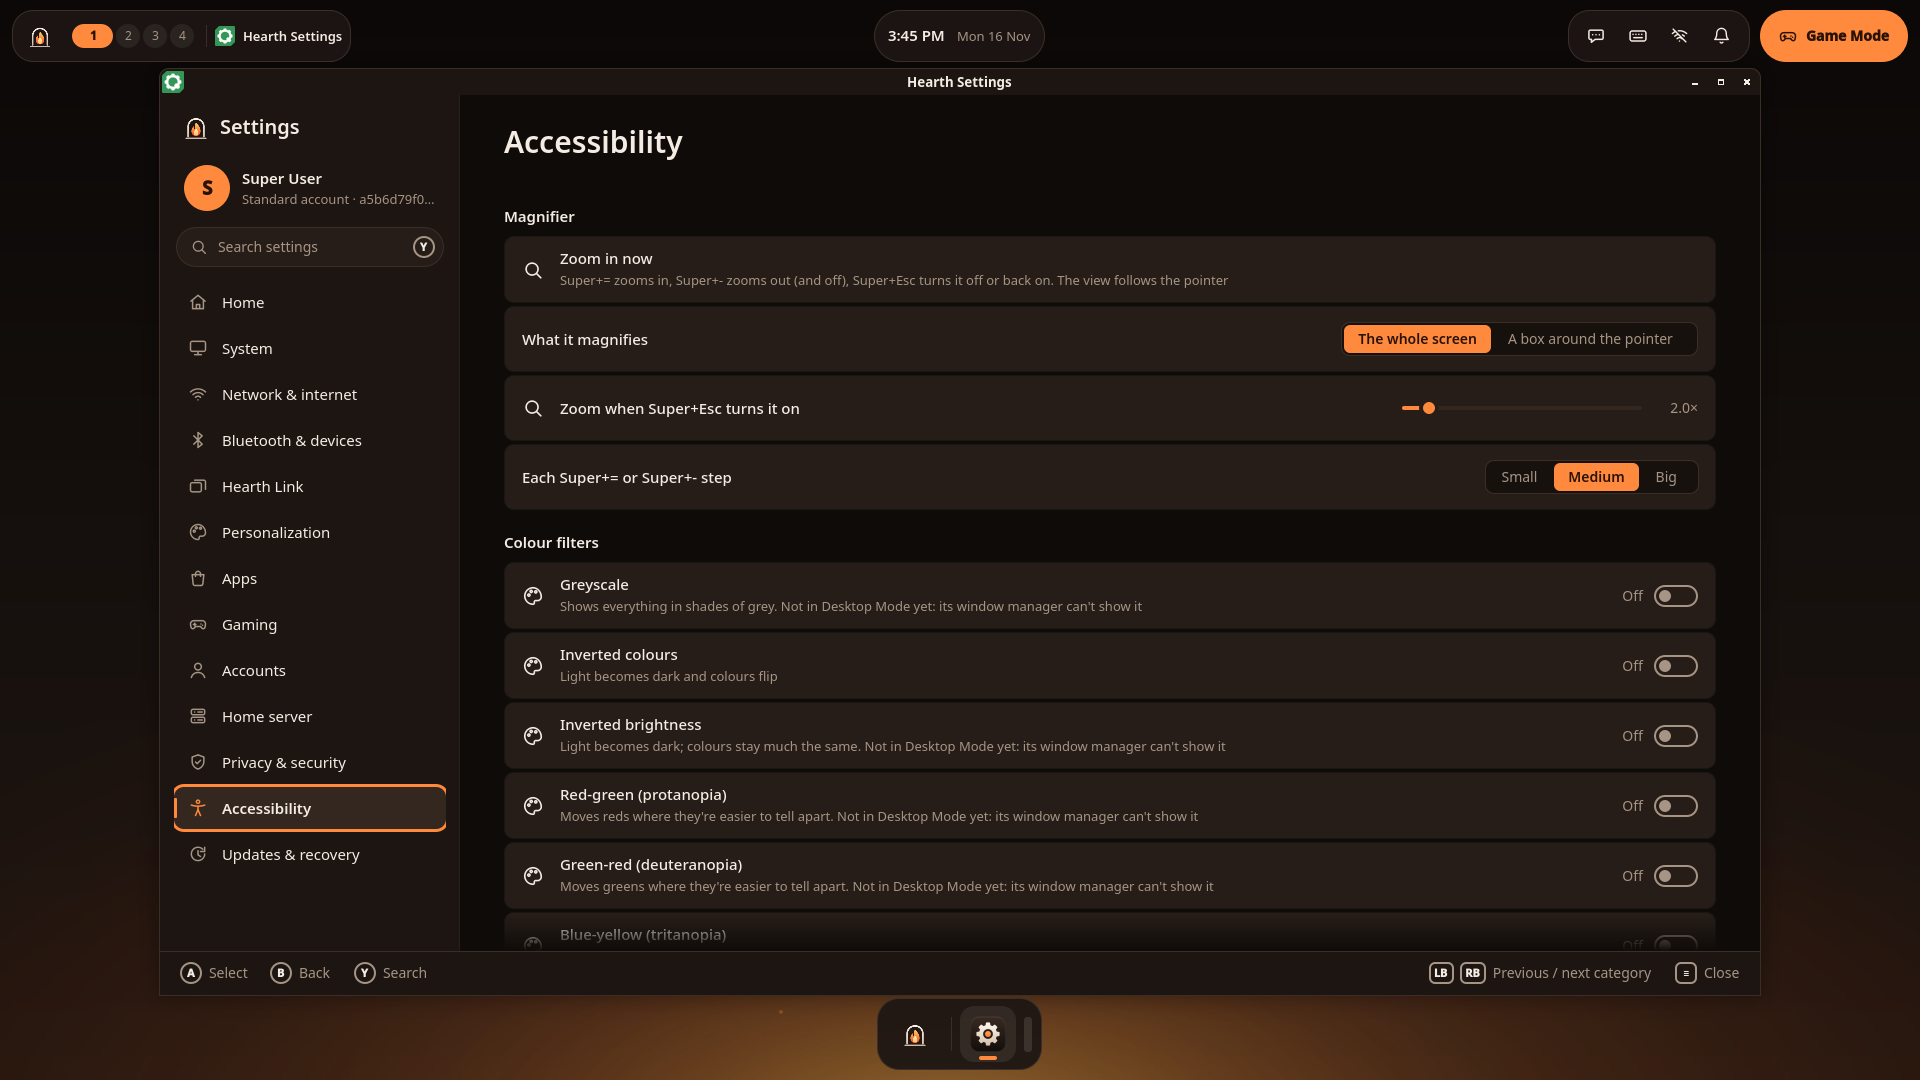 1 2 3 4 Hearth Settings
3:45 PM Mon 16 Nov
Game Mode
Hearth Settings
Settings
S
Super User
Standard account · a5b6d79f0...
Search settings Y
Home
System
Network & internet
Bluetooth & devices
Hearth Link
Personalization
Apps
Gaming
Accounts
Home server
Privacy & security
Accessibility
Updates & recovery
Accessibility
Magnifier
Zoom in now
Super+= zooms in, Super+- zooms out (and off), Super+Esc turns it off or back on. The view follows the pointer
What it magnifies The whole screen A box around the pointer
Zoom when Super+Esc turns it on 2.0×
Each Super+= or Super+- step Small Medium Big
Colour filters
Greyscale
Shows everything in shades of grey. Not in Desktop Mode yet: its window manager can't show it
Off
Inverted colours
Light becomes dark and colours flip
Off
Inverted brightness
Light becomes dark; colours stay much the same. Not in Desktop Mode yet: its window manager can't show it
Off
Red-green (protanopia)
Moves reds where they're easier to tell apart. Not in Desktop Mode yet: its window manager can't show it
Off
Green-red (deuteranopia)
Moves greens where they're easier to tell apart. Not in Desktop Mode yet: its window manager can't show it
Off
Blue-yellow (tritanopia)
Off
A Select B Back Y Search
LB RB Previous / next category ≡ Close